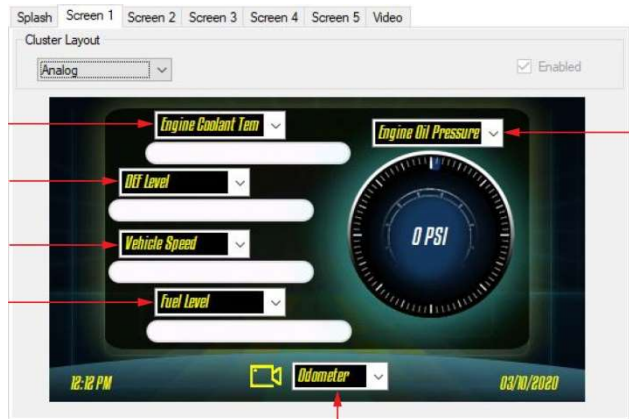 Splash Screen 1 Screen 2 Screen 3 Screen 4 Screen 5 Video
Cluster Layout
Analog
Enabled
Engine Coolant Tem
Engine Oil Pressure
DEF Level
Vehicle Speed
0 PSI
Fuel Level
Odometer
12:12 PM
03/10/2020